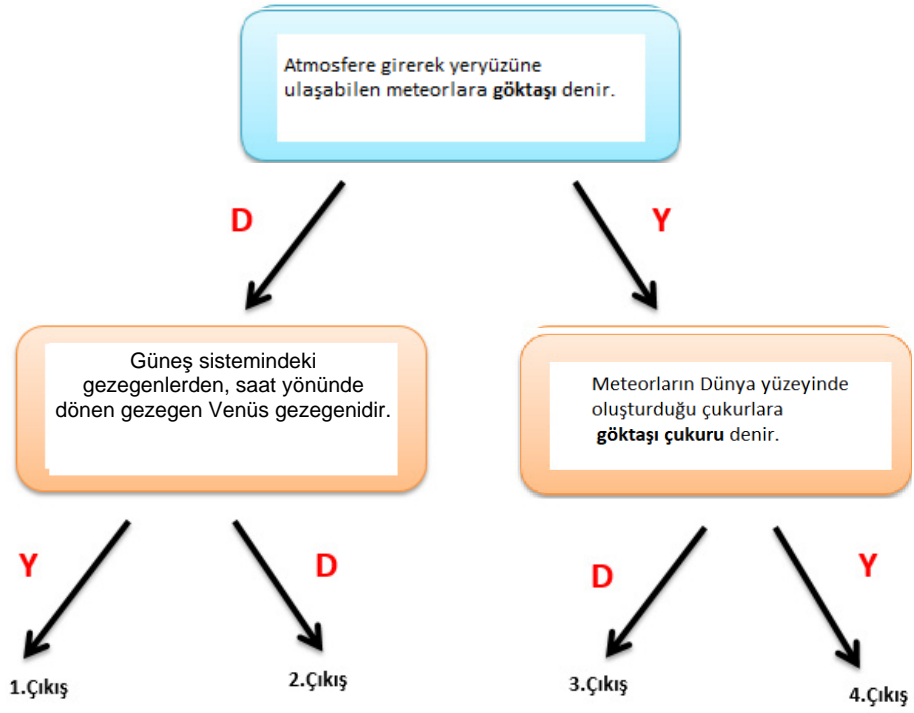 Atmosfere girerek yeryüzüne
ulaşabilen meteorlara göktaşı denir.
D
Y
Güneş sistemindeki
gezegenlerden, saat yönünde
dönen gezegen Venüs gezegenidir.
Meteorların Dünya yüzeyinde
oluşturduğu çukurlara
göktaşı çukuru denir.
Y
D
D
Y
1.Çıkış
2.Çıkış
3.Çıkış
4.Çıkış